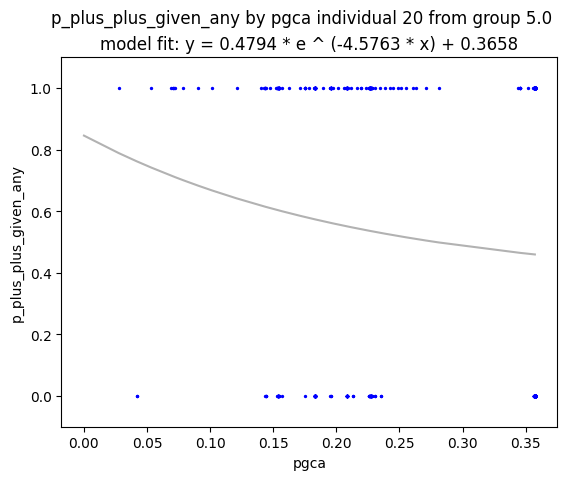 p_plus_plus_given_any by pgca individual 20 from group 5.0
model fit: y = 0.4794 * e ^ (-4.5763 * x) + 0.3658
1.0
0.8
0.6
0.4
0.2
0.0
p_plus_plus_given_any
0.00 0.05 0.10 0.15 0.20 0.25 0.30 0.35
pgca